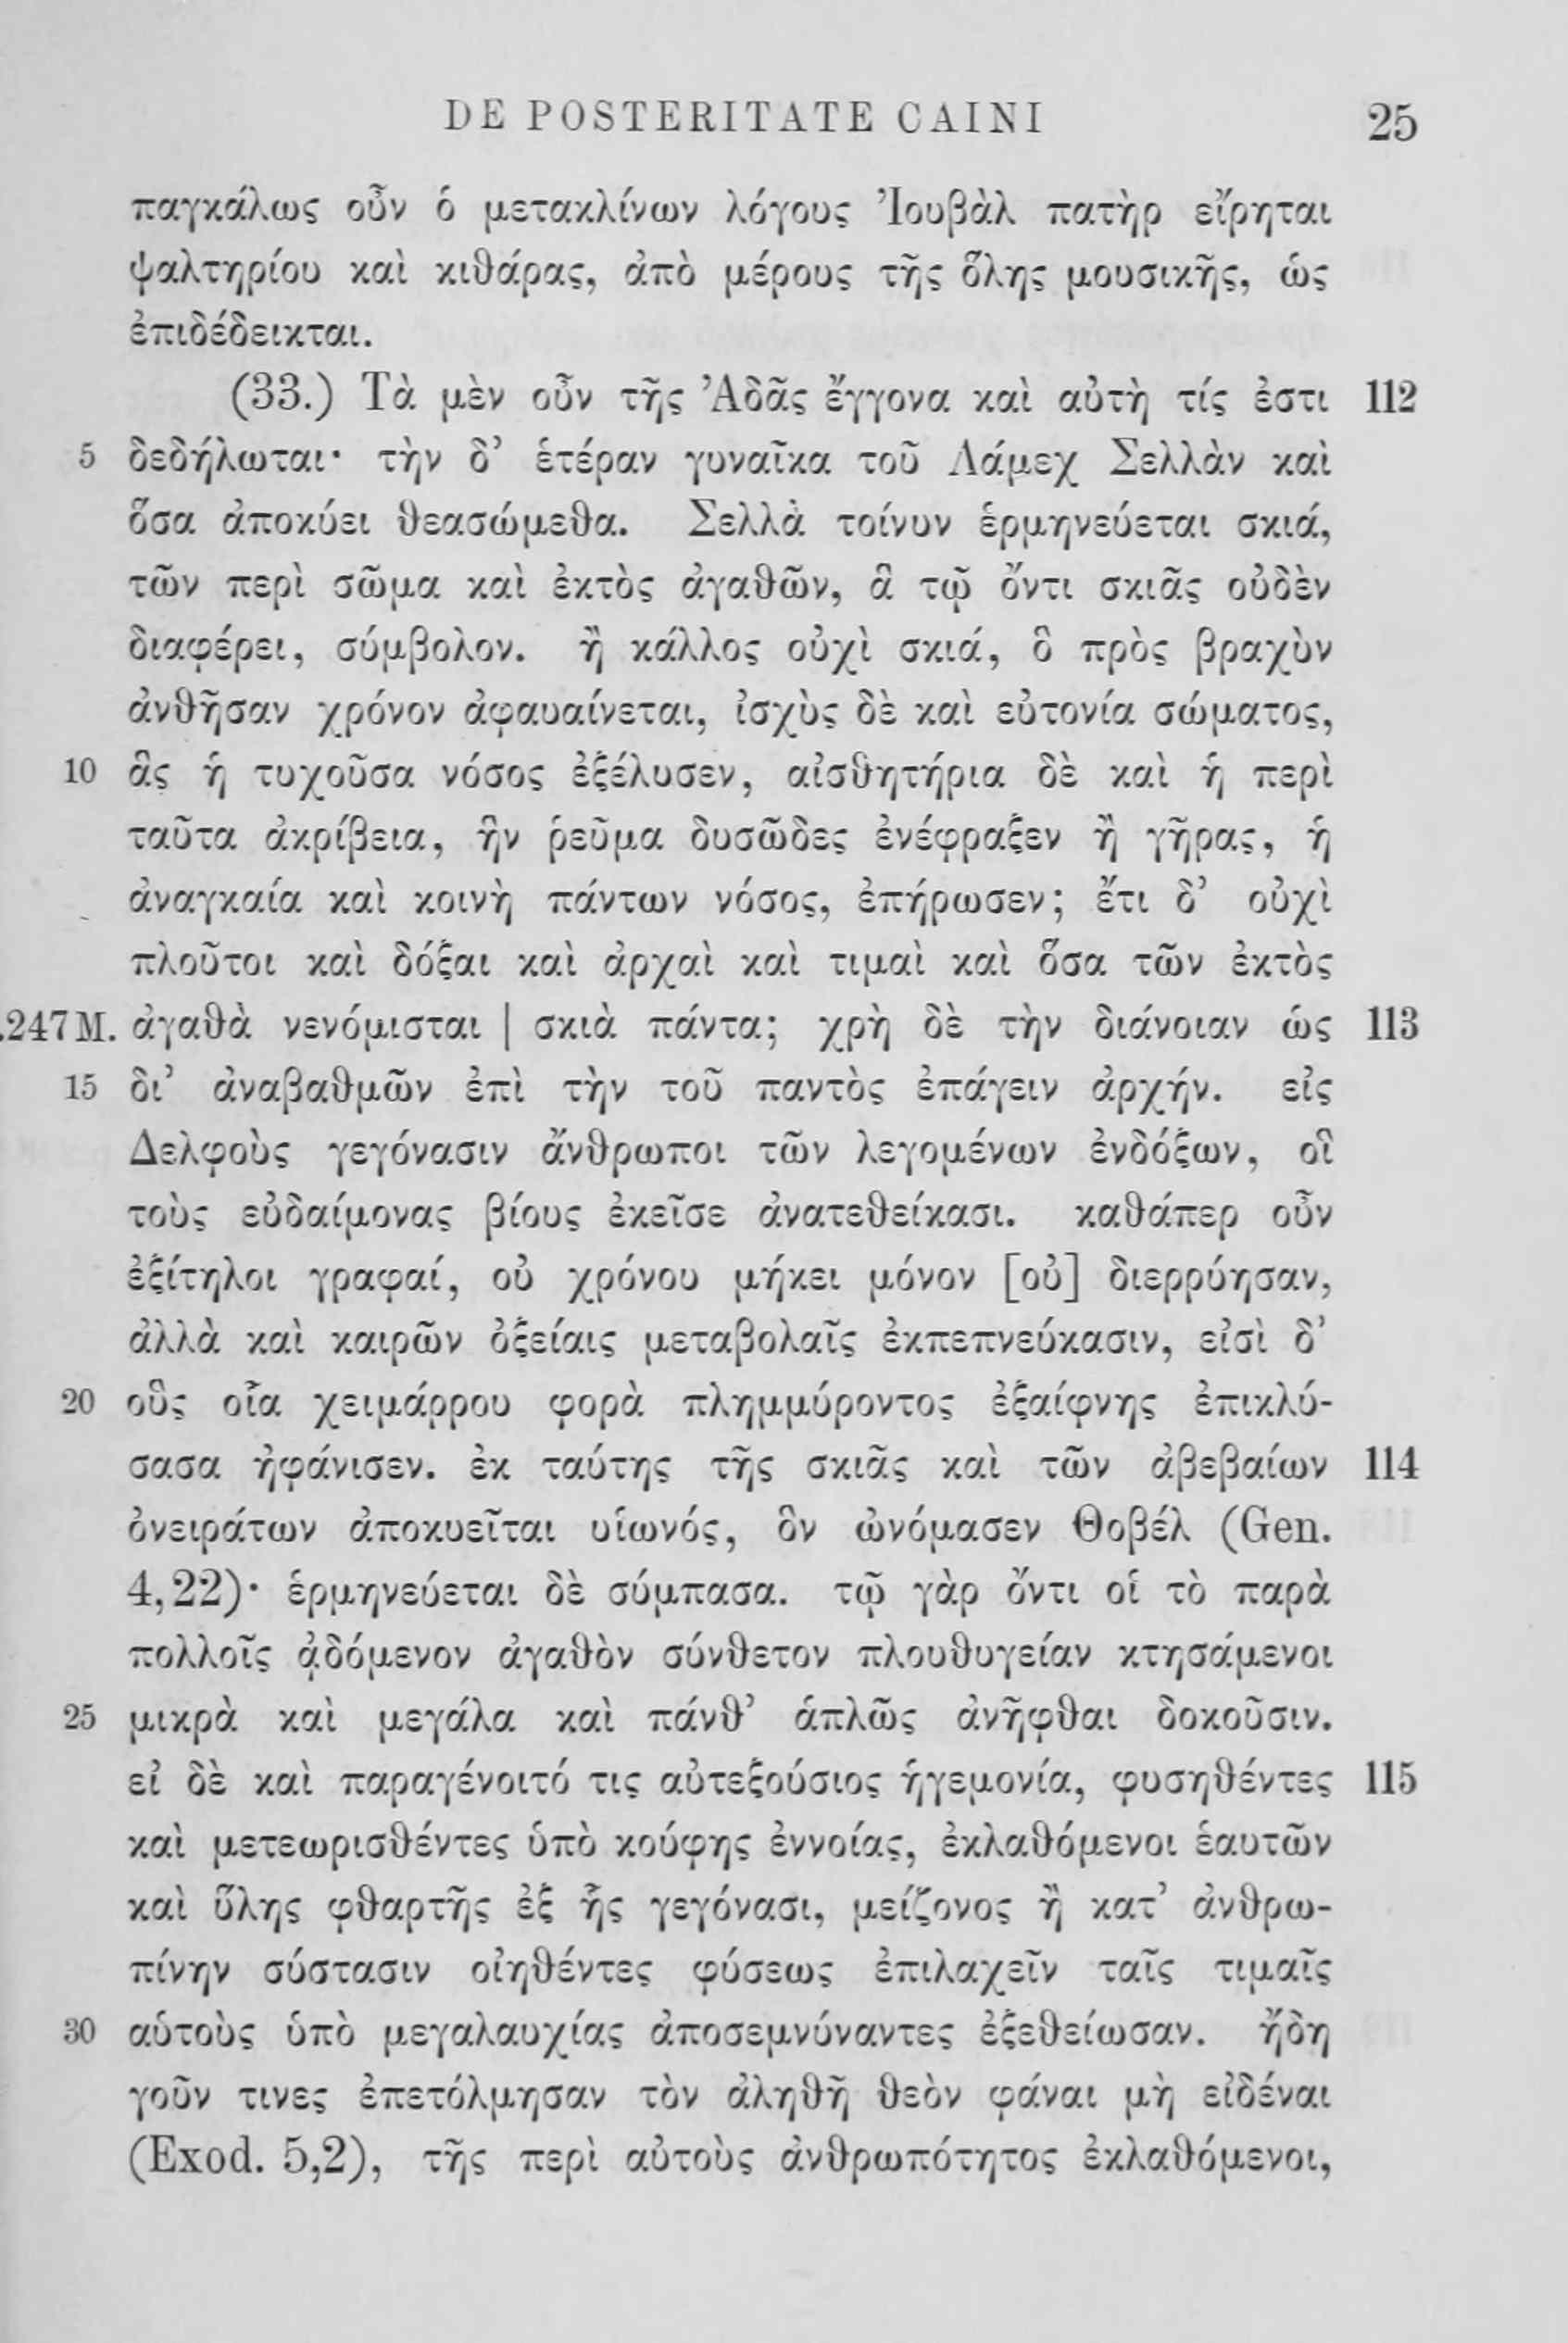 DE POSTERITATE CAINI 25
παγκάλως οὖν ὁ μετακλίνων λόγους Ἰουβὰλ πατὴρ εἴρηται
ψαλτηρίου καὶ κιθάρας, ἀπὸ μέρους τῆς ὅλης μουσικῆς, ὡς
ἐπιδέδεικται.
(33.) Τὰ μὲν οὖν τῆς Ἀδᾶς ἔγγονα καὶ αὐτὴ τίς ἐστι 112
5 δεδήλωται· τὴν δ’ ἑτέραν γυναῖκα τοῦ Λάμεχ Σελλὰν καὶ
ὅσα ἀποκύει θεασώμεθα. Σελλὰ τοίνυν ἑρμηνεύεται σκιά,
τῶν περὶ σῶμα καὶ ἐκτὸς ἀγαθῶν, ἃ τῷ ὄντι σκιᾶς οὐδὲν
διαφέρει, σύμβολον. ἢ κάλλος οὐχὶ σκιά, ὃ πρὸς βραχὺν
ἀνθῆσαν χρόνον ἀφαυαίνεται, ἰσχὺς δὲ καὶ εὐτονία σώματος,
10 ἃς ἡ τυχοῦσα νόσος ἐξέλυσεν, αἰσθητήρια δὲ καὶ ἡ περὶ
ταῦτα ἀκρίβεια, ἣν ῥεῦμα δυσῶδες ἐνέφραξεν ἢ γῆρας, ἡ
ἀναγκαία καὶ κοινὴ πάντων νόσος, ἐπήρωσεν; ἔτι δ’ οὐχὶ
πλοῦτοι καὶ δόξαι καὶ ἀρχαὶ καὶ τιμαὶ καὶ ὅσα τῶν ἐκτὸς
.247 M. ἀγαθὰ νενόμισται | σκιὰ πάντα; χρὴ δὲ τὴν διάνοιαν ὡς 113
15 δι’ ἀναβαθμῶν ἐπὶ τὴν τοῦ παντὸς ἐπάγειν ἀρχήν. εἰς
Δελφοὺς γεγόνασιν ἄνθρωποι τῶν λεγομένων ἐνδόξων, οἳ
τοὺς εὐδαίμονας βίους ἐκεῖσε ἀνατεθείκασι. καθάπερ οὖν
ἐξίτηλοι γραφαί, οὐ χρόνου μήκει μόνον [οὐ] διερρύησαν,
ἀλλὰ καὶ καιρῶν ὀξείαις μεταβολαῖς ἐκπεπνεύκασιν, εἰσὶ δ’
20 οὓς οἷα χειμάρρου φορὰ πλημμύροντος ἐξαίφνης ἐπικλύ-
σασα ἠφάνισεν. ἐκ ταύτης τῆς σκιᾶς καὶ τῶν ἀβεβαίων 114
ὀνειράτων ἀποκυεῖται υἱωνός, ὃν ὠνόμασεν Θοβέλ (Gen.
4,22)· ἑρμηνεύεται δὲ σύμπασα. τῷ γὰρ ὄντι οἱ τὸ παρὰ
πολλοῖς ᾀδόμενον ἀγαθὸν σύνθετον πλουθυγείαν κτησάμενοι
25 μικρὰ καὶ μεγάλα καὶ πάνθ’ ἁπλῶς ἀνῆφθαι δοκοῦσιν.
εἰ δὲ καὶ παραγένοιτό τις αὐτεξούσιος ἡγεμονία, φυσηθέντες 115
καὶ μετεωρισθέντες ὑπὸ κούφης ἐννοίας, ἐκλαθόμενοι ἑαυτῶν
καὶ ὕλης φθαρτῆς ἐξ ἧς γεγόνασι, μείζονος ἢ κατ’ ἀνθρω-
πίνην σύστασιν οἰηθέντες φύσεως ἐπιλαχεῖν ταῖς τιμαῖς
30 αὑτοὺς ὑπὸ μεγαλαυχίας ἀποσεμνύναντες ἐξεθείωσαν. ἤδη
γοῦν τινες ἐπετόλμησαν τὸν ἀληθῆ θεὸν φάναι μὴ εἰδέναι
(Exod. 5,2), τῆς περὶ αὐτοὺς ἀνθρωπότητος ἐκλαθόμενοι,